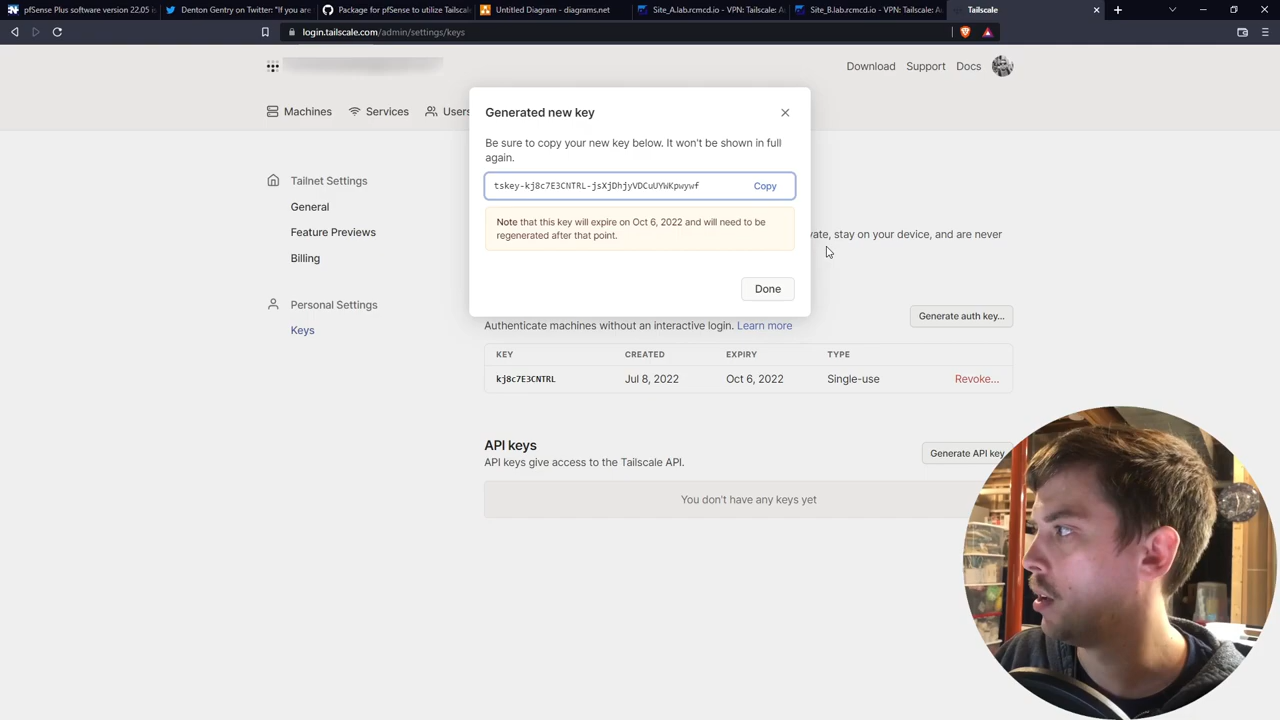 pfSense Plus software version 22.05 is
Denton Gentry on Twitter: "If you are
Package for pfSense to utilize Tailscale
Untitled Diagram - diagrams.net
Site_A.lab.rcmcd.io - VPN: Tailscale: Au
Site_B.lab.rcmcd.io - VPN: Tailscale: Au
Tailscale
login.tailscale.com/admin/settings/keys
Download Support Docs
Machines Services Users
Generated new key
Be sure to copy your new key below. It won't be shown in full
again.
tskey-kj8c7E3CNTRL-jsXjDhjyVDCuUYWKpwywf Copy
Note that this key will expire on Oct 6, 2022 and will need to be
regenerated after that point.
Done
Tailnet Settings
General
Feature Previews
Billing
Personal Settings
Keys
stay on your device, and are never
Authenticate machines without an interactive login. Learn more
Generate auth key...
KEY CREATED EXPIRY TYPE
kj8c7E3CNTRL Jul 8, 2022 Oct 6, 2022 Single-use Revoke...
API keys
API keys give access to the Tailscale API.
Generate API key
You don't have any keys yet